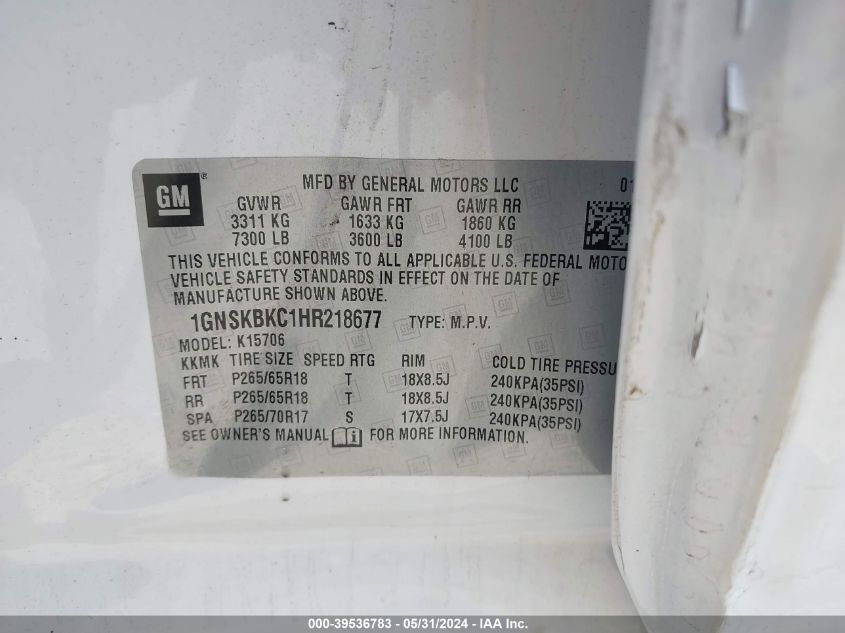 GM ®
MFD BY GENERAL MOTORS LLC 01
GVWR GAWR FRT GAWR RR
3311 KG 1633 KG 1860 KG
7300 LB 3600 LB 4100 LB
THIS VEHICLE CONFORMS TO ALL APPLICABLE U.S. FEDERAL MOTO
VEHICLE SAFETY STANDARDS IN EFFECT ON THE DATE OF
MANUFACTURE SHOWN ABOVE.
1GNSKBKC1HR218677 TYPE: M.P.V.
MODEL: K15706
KKMK TIRE SIZE SPEED RTG RIM COLD TIRE PRESSU
FRT P265/65R18 T 18X8.5J 240KPA(35PSI)
RR P265/65R18 T 18X8.5J 240KPA(35PSI)
SPA P265/70R17 S 17X7.5J 240KPA(35PSI)
SEE OWNER'S MANUAL FOR MORE INFORMATION.
000-39536783 - 05/31/2024 - IAA Inc.